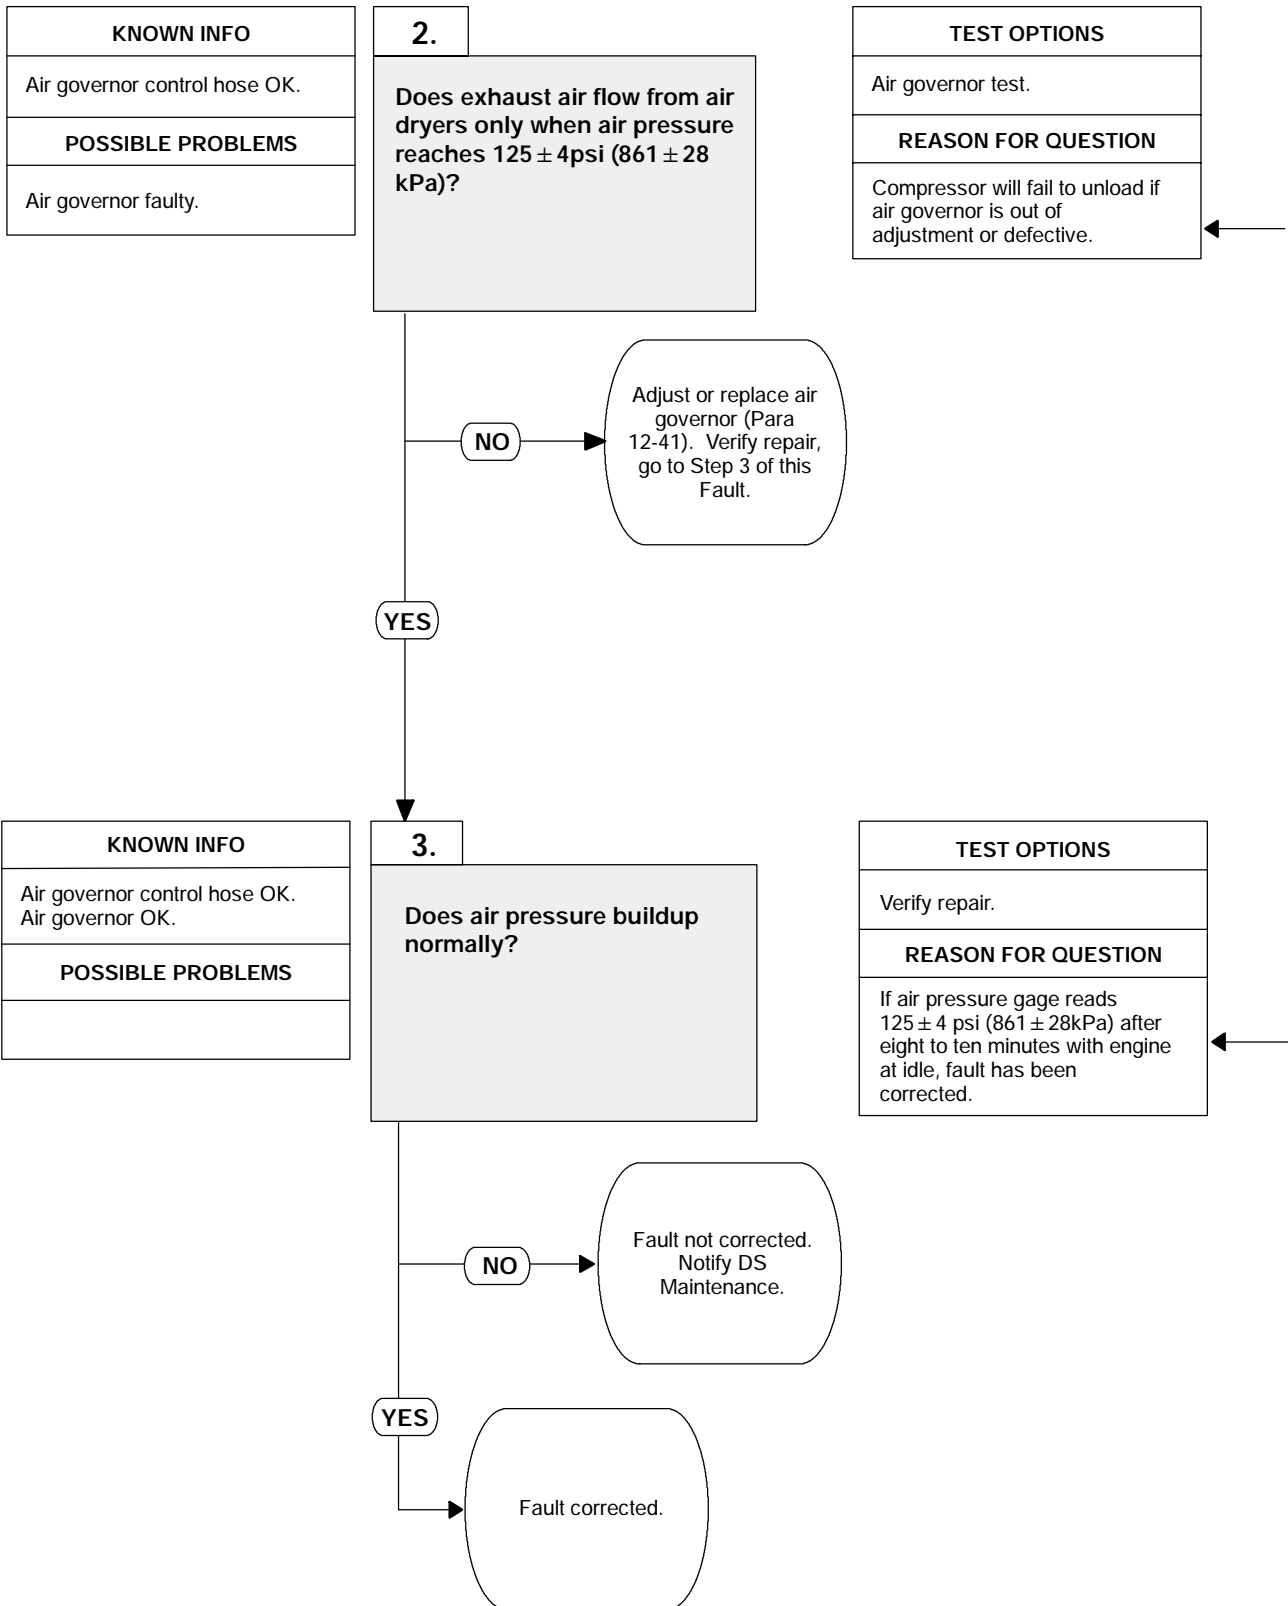 KNOWN INFO
Air governor control hose OK.
POSSIBLE PROBLEMS
Air governor faulty.
2.
Does exhaust air flow from air
dryers only when air pressure
reaches 125 ± 4psi (861 ± 28
kPa)?
TEST OPTIONS
Air governor test.
REASON FOR QUESTION
Compressor will fail to unload if
air governor is out of
adjustment or defective.
NO
Adjust or replace air
governor (Para
12-41). Verify repair,
go to Step 3 of this
Fault.
YES
KNOWN INFO
Air governor control hose OK.
Air governor OK.
POSSIBLE PROBLEMS
3.
Does air pressure buildup
normally?
TEST OPTIONS
Verify repair.
REASON FOR QUESTION
If air pressure gage reads
125 ± 4 psi (861 ± 28kPa) after
eight to ten minutes with engine
at idle, fault has been
corrected.
NO
Fault not corrected.
Notify DS
Maintenance.
YES
Fault corrected.